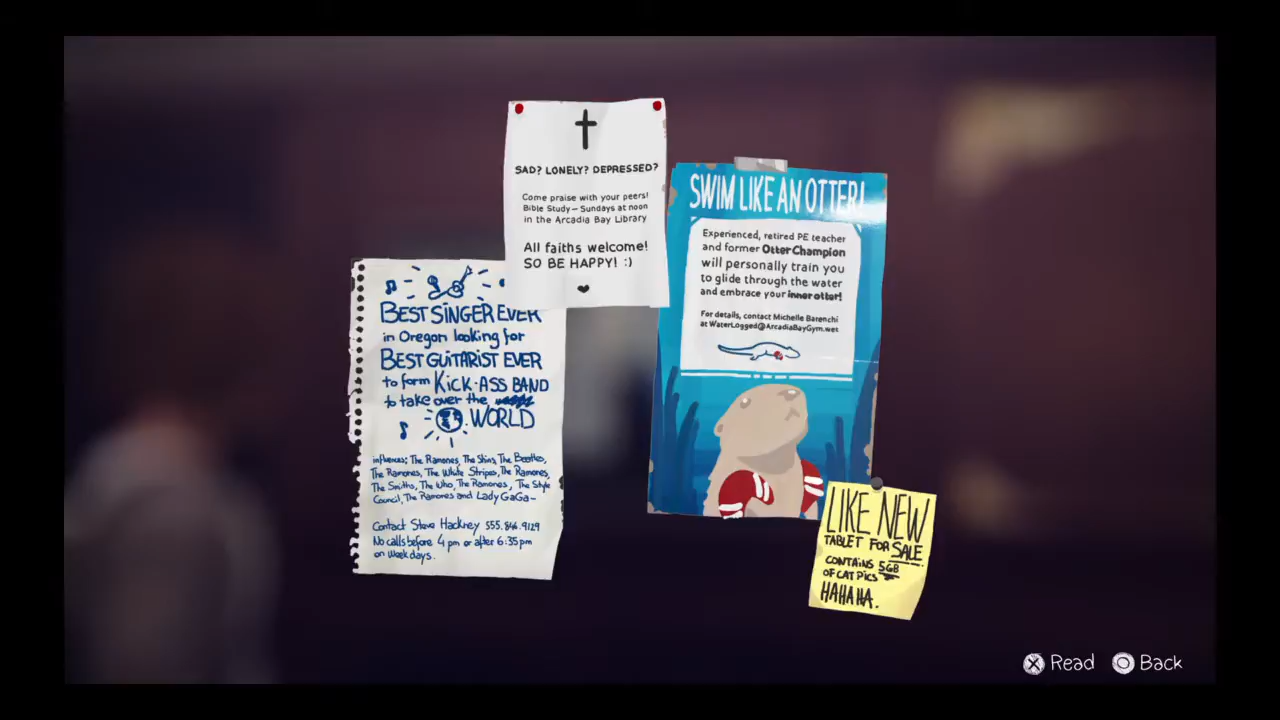 SAD? LONELY? DEPRESSED?
Come praise with your peers!
Bible Study – Sundays at noon
in the Arcadia Bay Library
All faiths welcome!
SO BE HAPPY! :)
SWIM LIKE AN OTTER!
Experienced, retired PE teacher
and former Otter Champion
will personally train you
to glide through the water
and embrace your inner otter!
For details, contact Michelle Barenchi
at WaterLogged@ArcadiaBayGym.wet
BEST SINGER EVER
in Oregon looking for
BEST GUITARIST EVER
to form KICK-ASS BAND
to take over the
WORLD
influences: The Ramones, The Shins, The Beatles,
The Ramones, The White Stripes, The Ramones,
The Smiths, The Who, The Ramones, The Style
Council, The Ramones and Lady GaGa–
Contact Steve Hackney 555.846.9129
No calls before 4 pm or after 6:35 pm
on weekdays.
LIKE NEW
TABLET FOR SALE
CONTAINS 5GB
OF CAT PICS
HAHAHA.
Read
Back